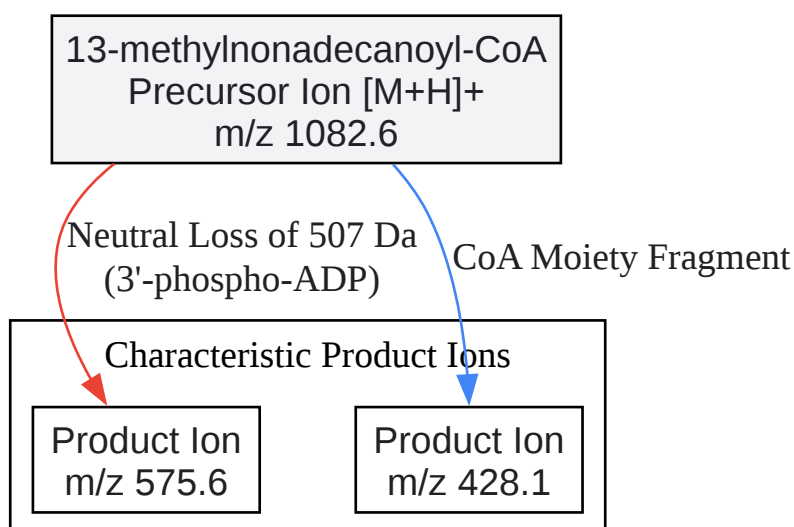 13-methylnonadecanoyl-CoA
Precursor Ion [M+H]+
m/z 1082.6
Neutral Loss of 507 Da
(3'-phospho-ADP)
CoA Moiety Fragment
Characteristic Product Ions
Product Ion
m/z 575.6
Product Ion
m/z 428.1